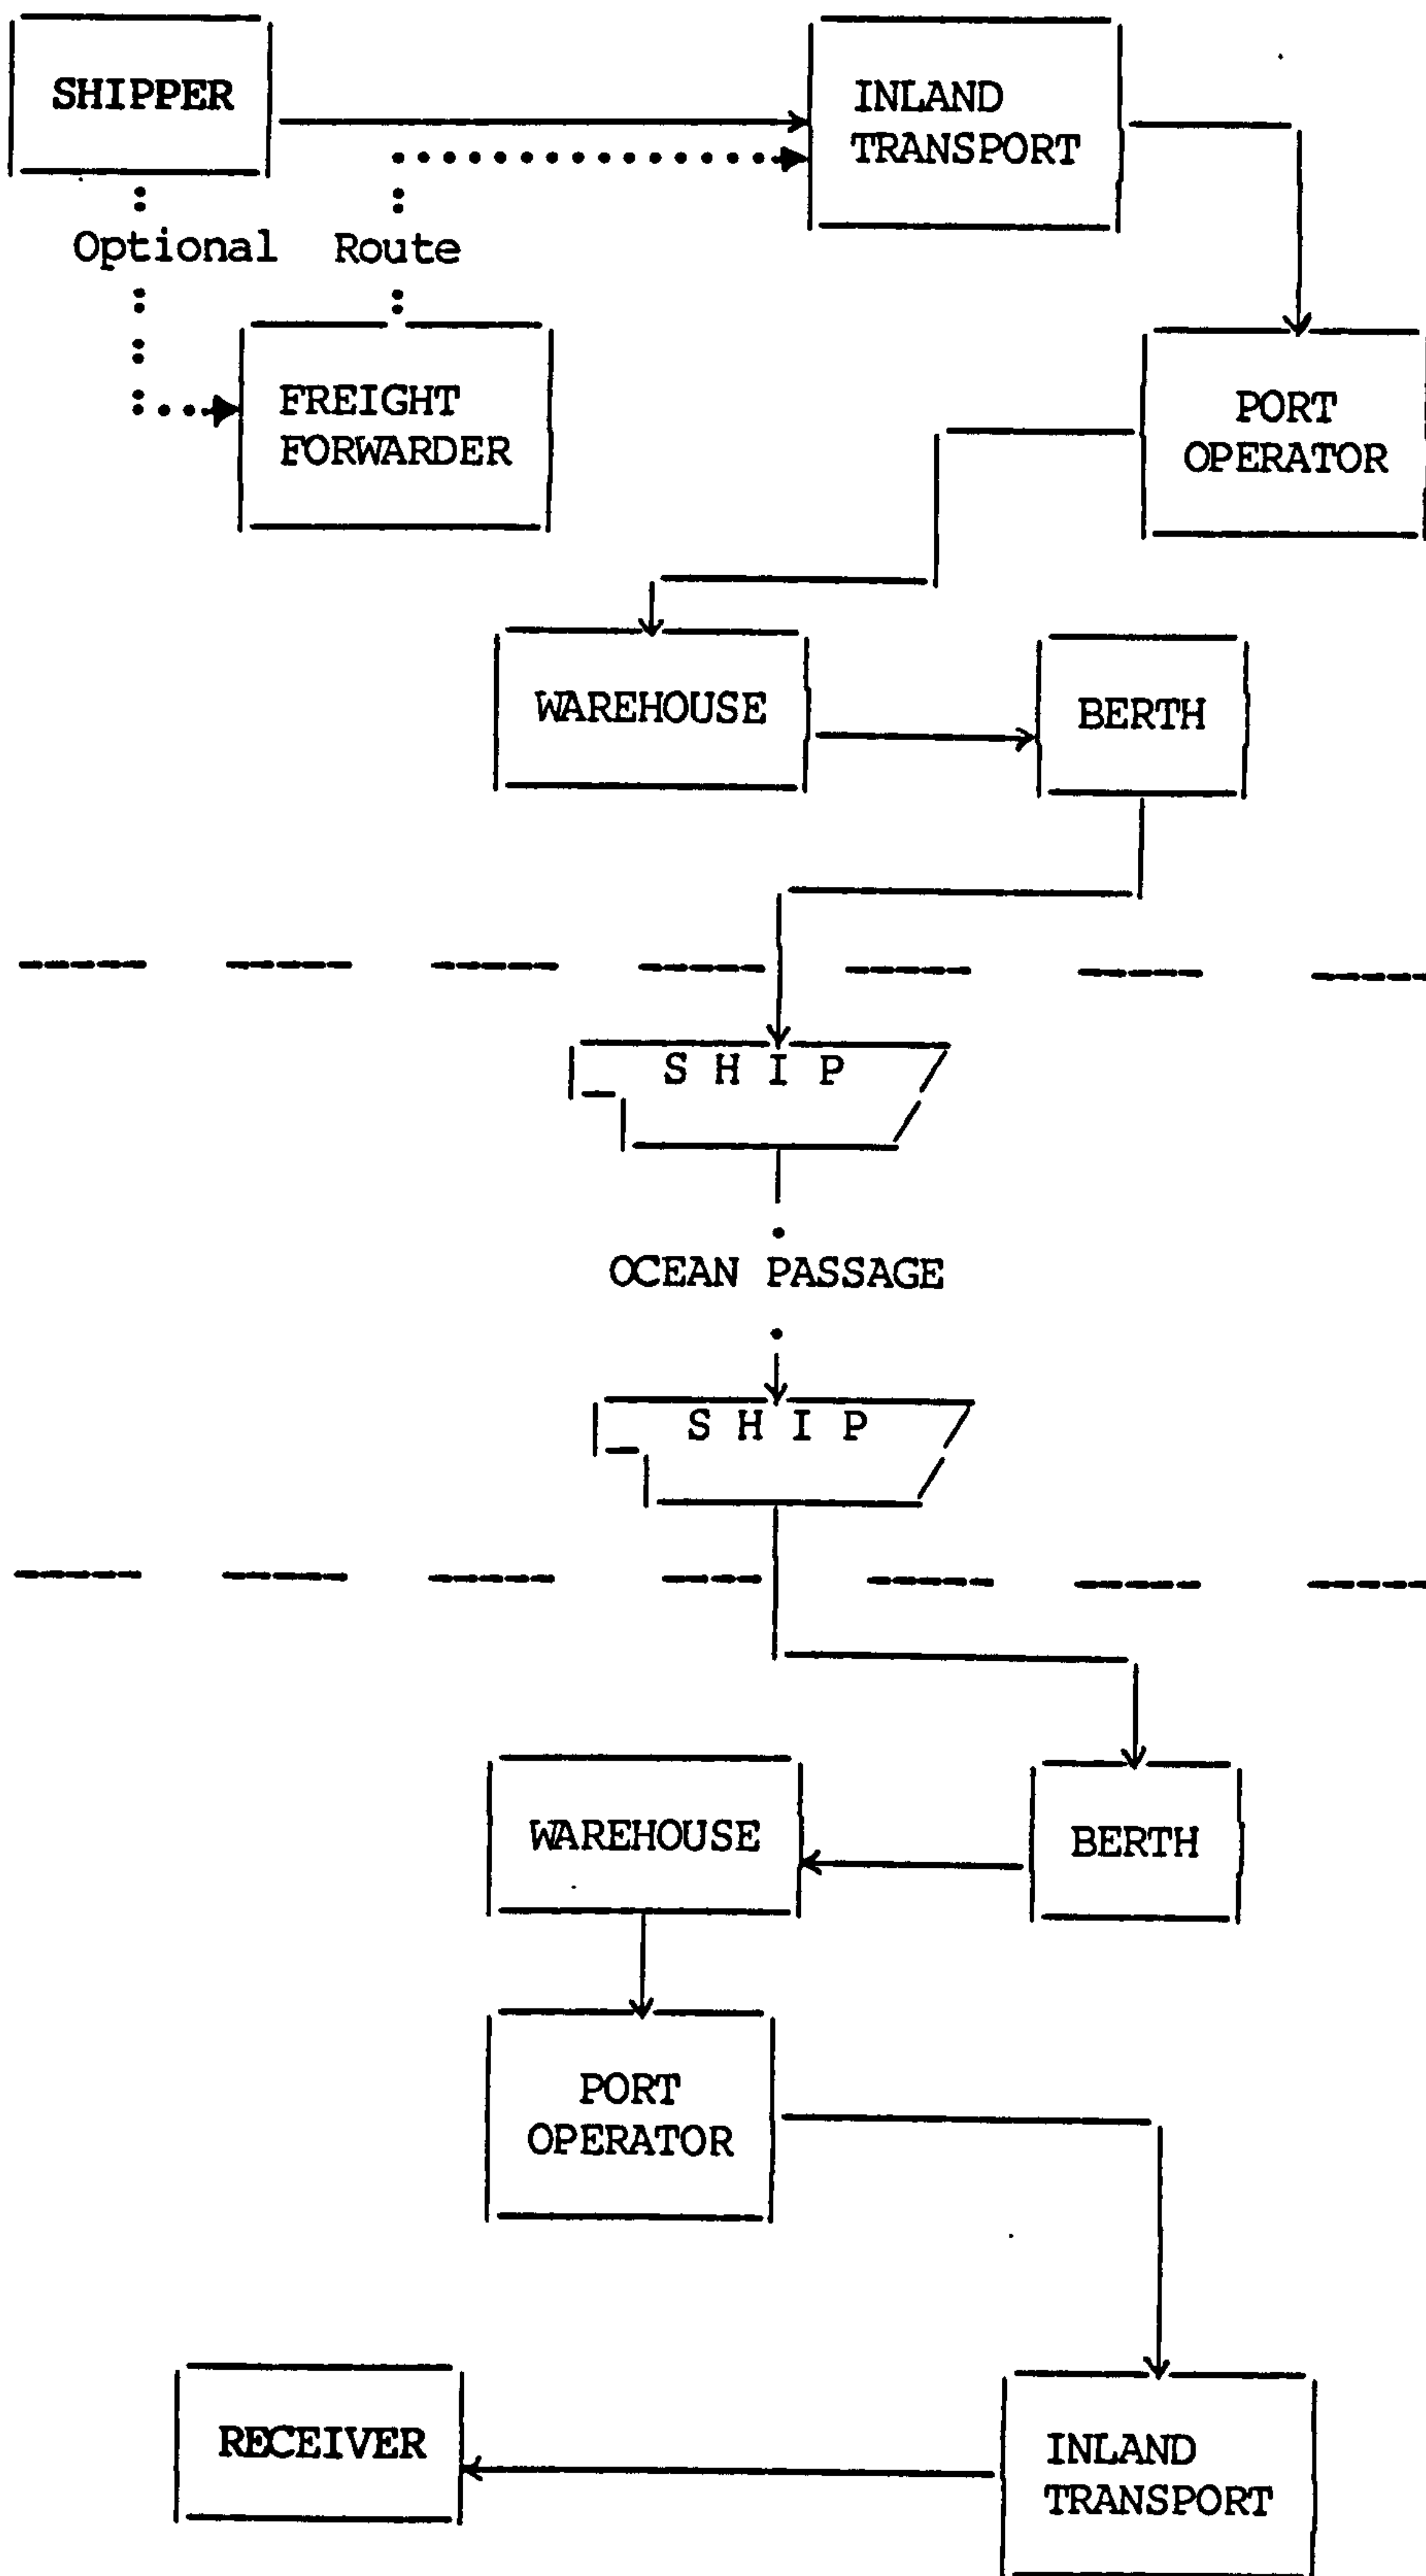 SHIPPER
INLAND
TRANSPORT
Optional Route
FREIGHT
FORWARDER
PORT
OPERATOR
WAREHOUSE
BERTH
S H I P
OCEAN PASSAGE
S H I P
WAREHOUSE
BERTH
PORT
OPERATOR
RECEIVER
INLAND
TRANSPORT